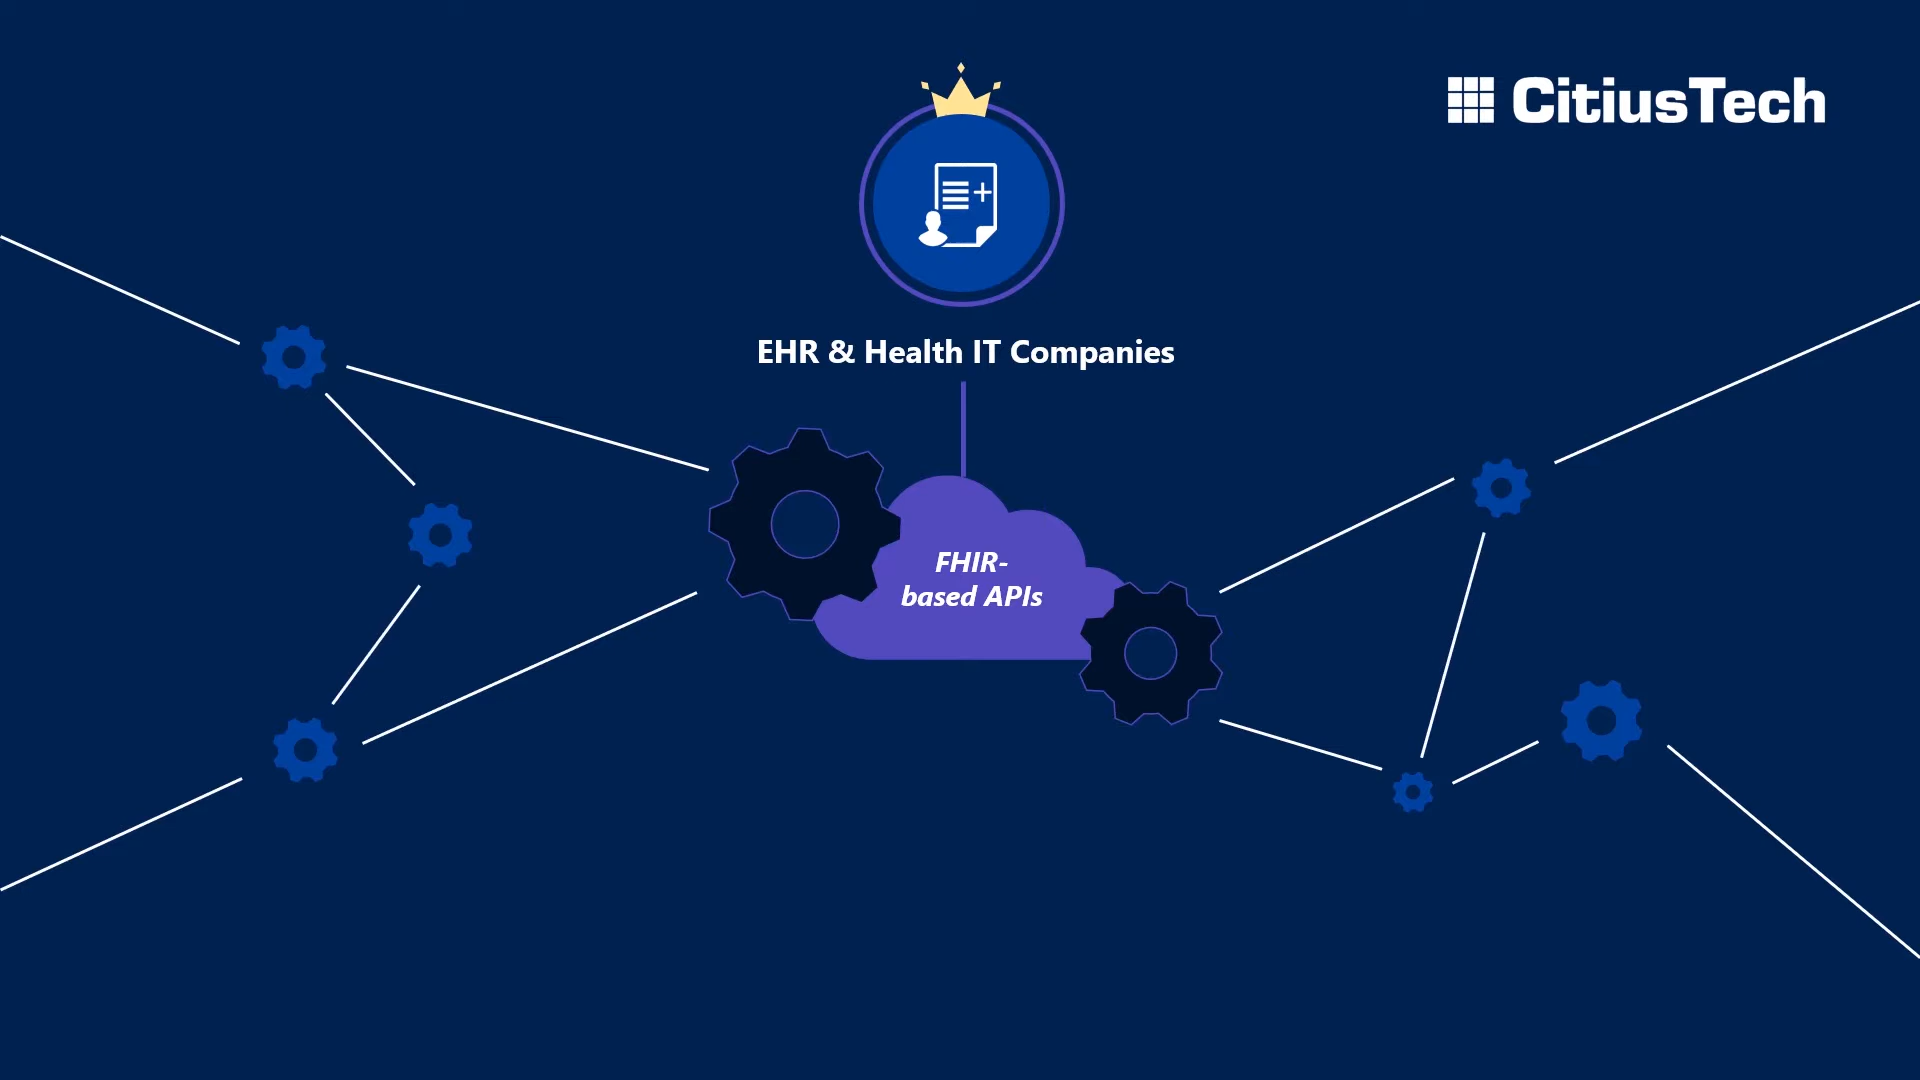 CitiusTech
EHR & Health IT Companies
FHIR-
based APIs